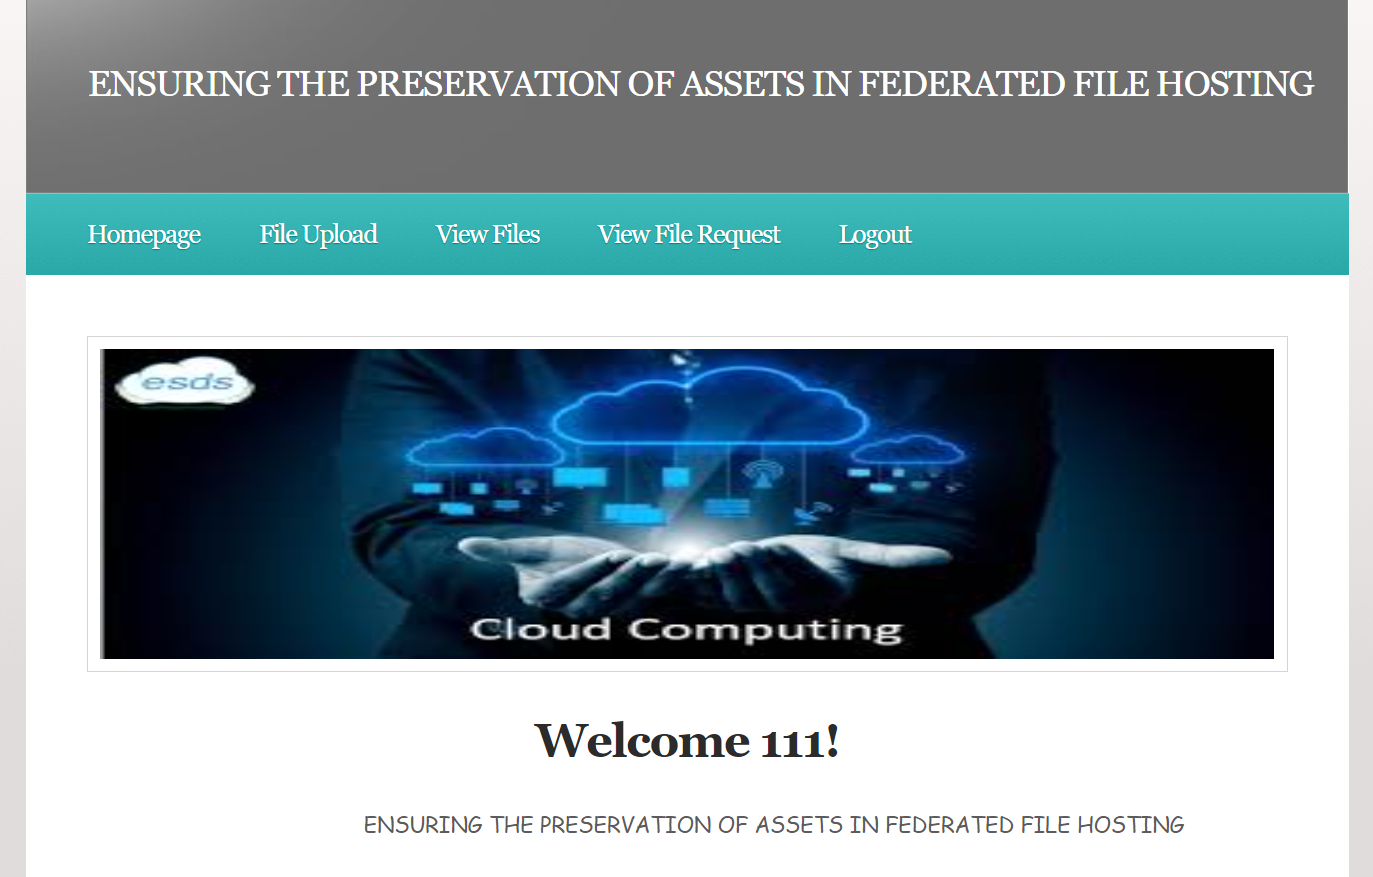 ENSURING THE PRESERVATION OF ASSETS IN FEDERATED FILE HOSTING
Homepage File Upload View Files View File Request Logout
esds
Cloud Computing
Welcome 111!
ENSURING THE PRESERVATION OF ASSETS IN FEDERATED FILE HOSTING